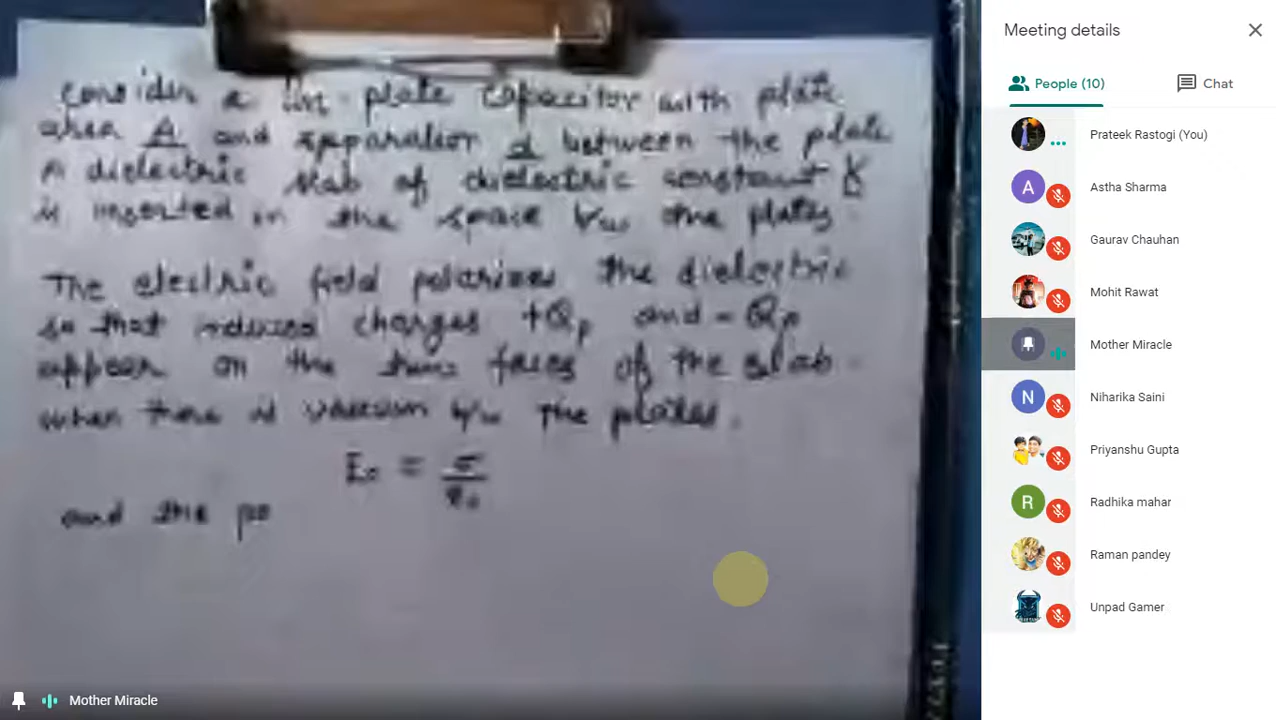 Consider a llr plate capacitor with plate
area A and separation d between the plate
A dielectric slab of dielectric constant K
is inserted in the space b/w the plates.
The electric field polarizes the dielectric
so that induced charges +Qp and - Qp
appear on the two faces of the slab.
when there is vacuum b/w the plates.
E₀ = σ/ε₀
and the po
Mother Miracle
Meeting details
People (10)
Chat
Prateek Rastogi (You)
Astha Sharma
Gaurav Chauhan
Mohit Rawat
Mother Miracle
Niharika Saini
Priyanshu Gupta
Radhika mahar
Raman pandey
Unpad Gamer
A
N
R